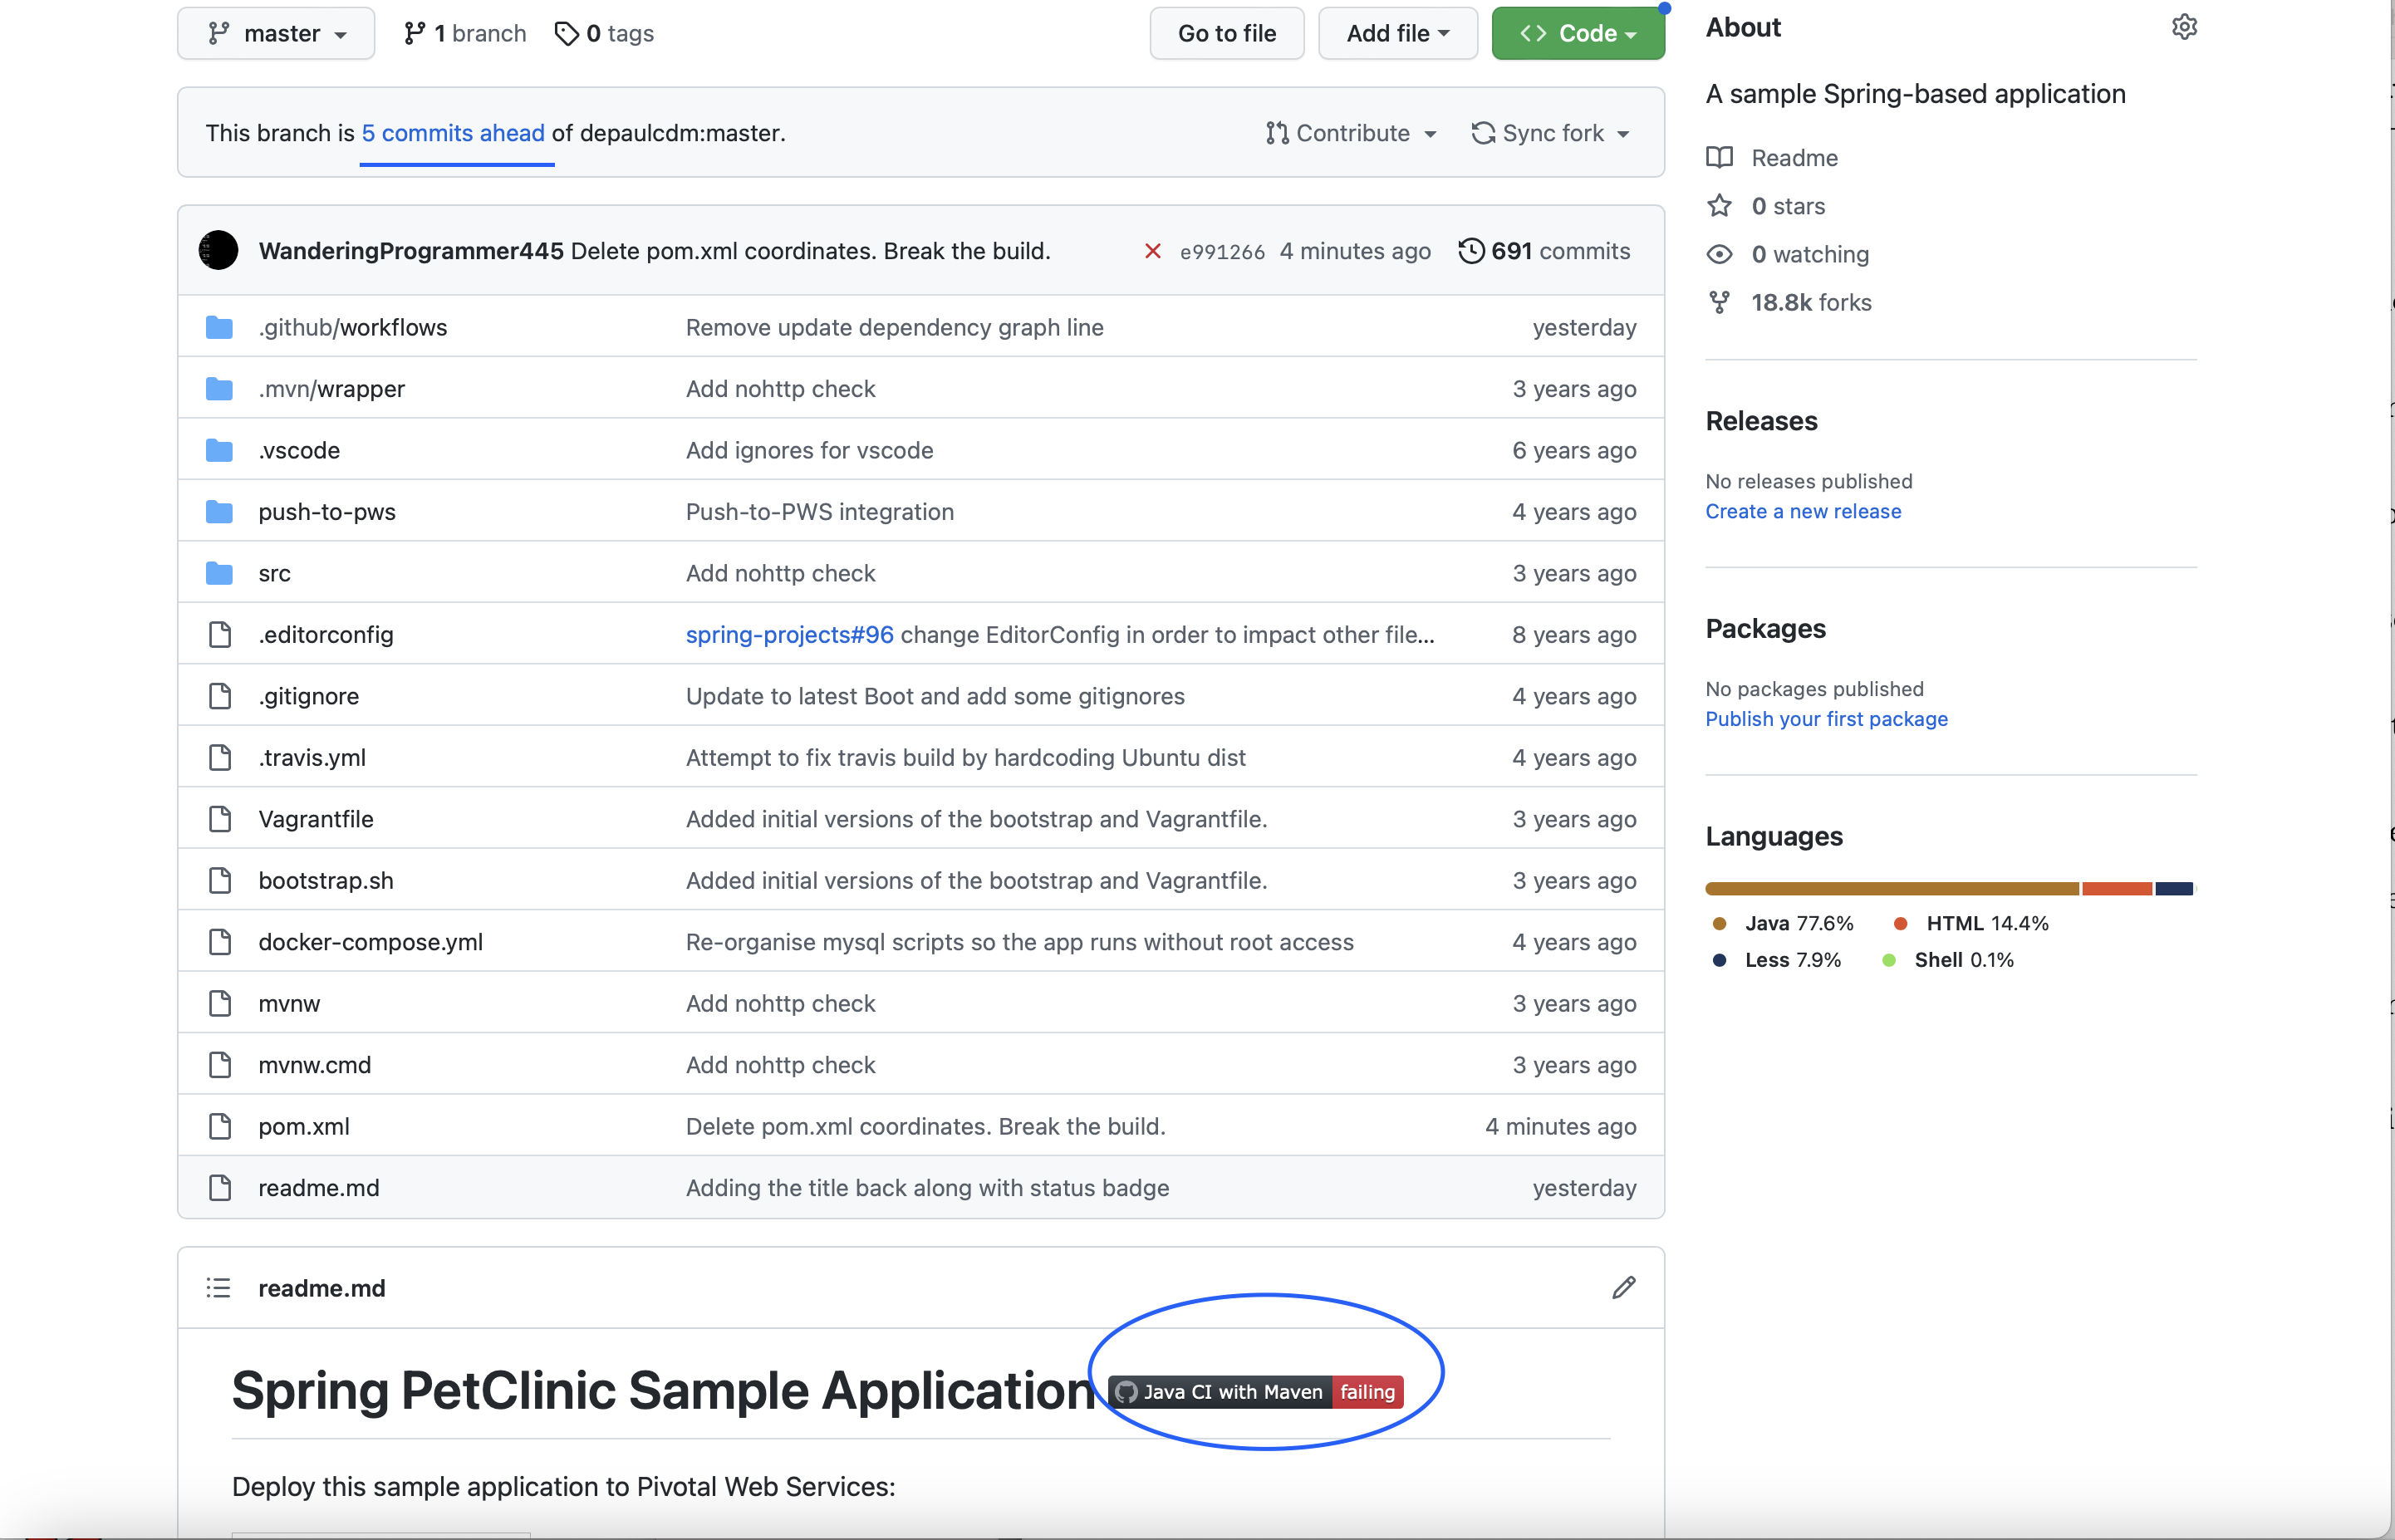 master 1 branch 0 tags Go to file Add file Code
This branch is 5 commits ahead of depaulcdm:master. Contribute Sync fork
WanderingProgrammer445 Delete pom.xml coordinates. Break the build. e991266 4 minutes ago 691 commits
.github/workflows Remove update dependency graph line yesterday
.mvn/wrapper Add nohttp check 3 years ago
.vscode Add ignores for vscode 6 years ago
push-to-pws Push-to-PWS integration 4 years ago
src Add nohttp check 3 years ago
.editorconfig spring-projects#96 change EditorConfig in order to impact other file... 8 years ago
.gitignore Update to latest Boot and add some gitignores 4 years ago
.travis.yml Attempt to fix travis build by hardcoding Ubuntu dist 4 years ago
Vagrantfile Added initial versions of the bootstrap and Vagrantfile. 3 years ago
bootstrap.sh Added initial versions of the bootstrap and Vagrantfile. 3 years ago
docker-compose.yml Re-organise mysql scripts so the app runs without root access 4 years ago
mvnw Add nohttp check 3 years ago
mvnw.cmd Add nohttp check 3 years ago
pom.xml Delete pom.xml coordinates. Break the build. 4 minutes ago
readme.md Adding the title back along with status badge yesterday
readme.md
Spring PetClinic Sample Application Java CI with Maven failing
Deploy this sample application to Pivotal Web Services:
About
A sample Spring-based application
Readme
0 stars
0 watching
18.8k forks
Releases
No releases published
Create a new release
Packages
No packages published
Publish your first package
Languages
Java 77.6% HTML 14.4%
Less 7.9% Shell 0.1%